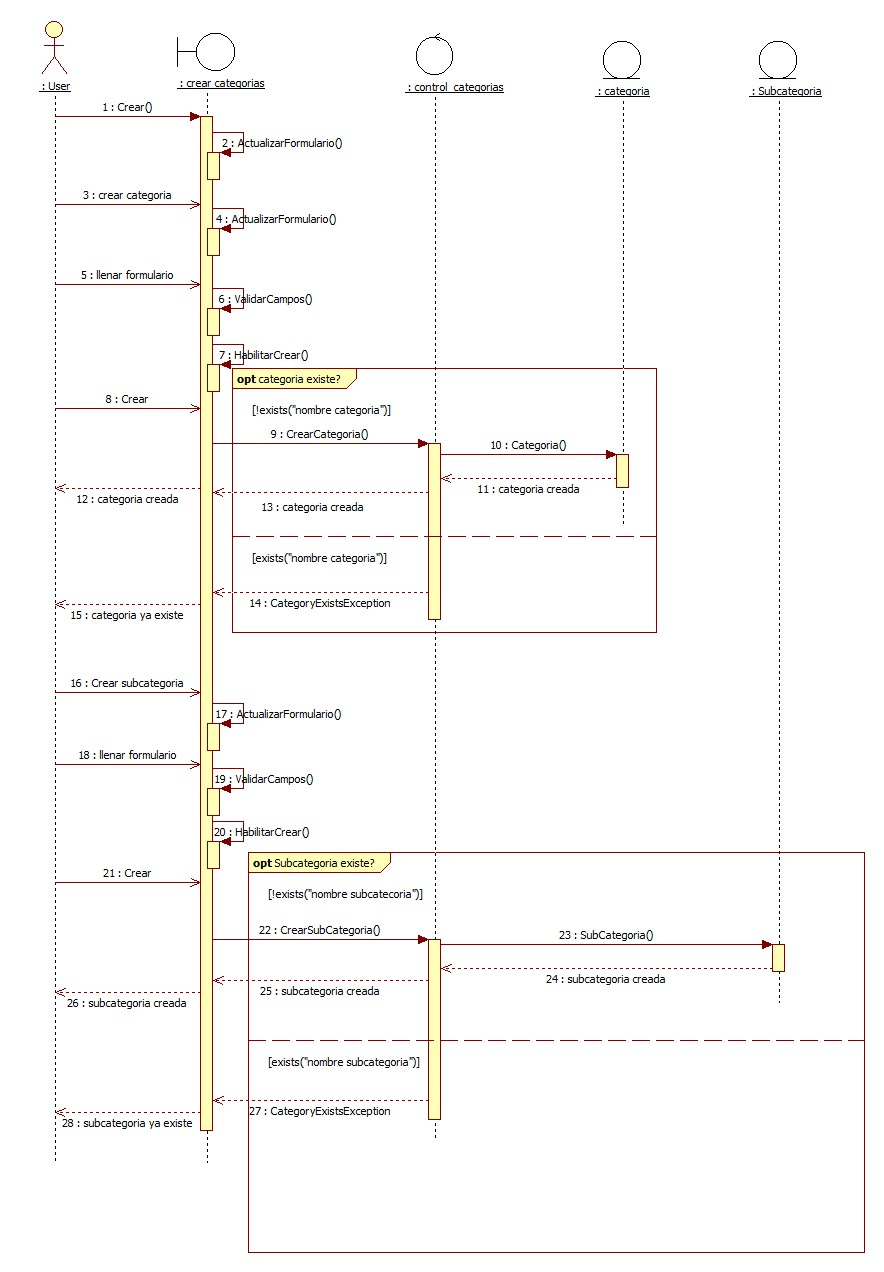 : User
: crear categorias
: control_categorias
: categoria
: Subcategoria
1 : Crear()
2 : ActualizarFormulario()
3 : crear categoria
4 : ActualizarFormulario()
5 : llenar formulario
6 : ValidarCampos()
7 : HabilitarCrear()
opt categoria existe?
8 : Crear
[!exists("nombre categoria")]
9 : CrearCategoria()
10 : Categoria()
11 : categoria creada
12 : categoria creada
13 : categoria creada
[exists("nombre categoria")]
14 : CategoryExistsException
15 : categoria ya existe
16 : Crear subcategoria
17 : ActualizarFormulario()
18 : llenar formulario
19 : ValidarCampos()
20 : HabilitarCrear()
opt Subcategoria existe?
21 : Crear
[!exists("nombre subcatecoria")]
22 : CrearSubCategoria()
23 : SubCategoria()
24 : subcategoria creada
25 : subcategoria creada
26 : subcategoria creada
[exists("nombre subcategoria")]
27 : CategoryExistsException
28 : subcategoria ya existe